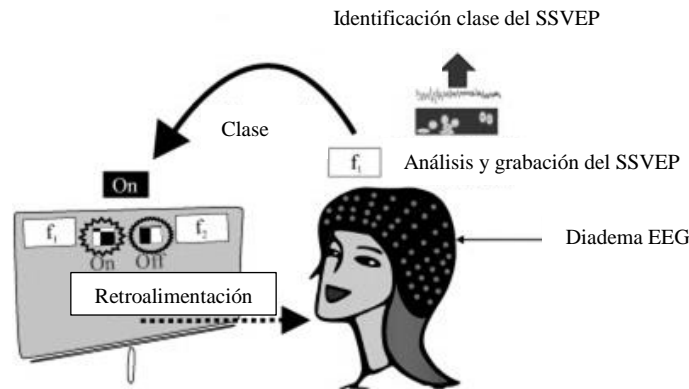 Identificación clase del SSVEP
Clase
f₁
Análisis y grabación del SSVEP
On
f₁
f₂
On
Off
Diadema EEG
Retroalimentación